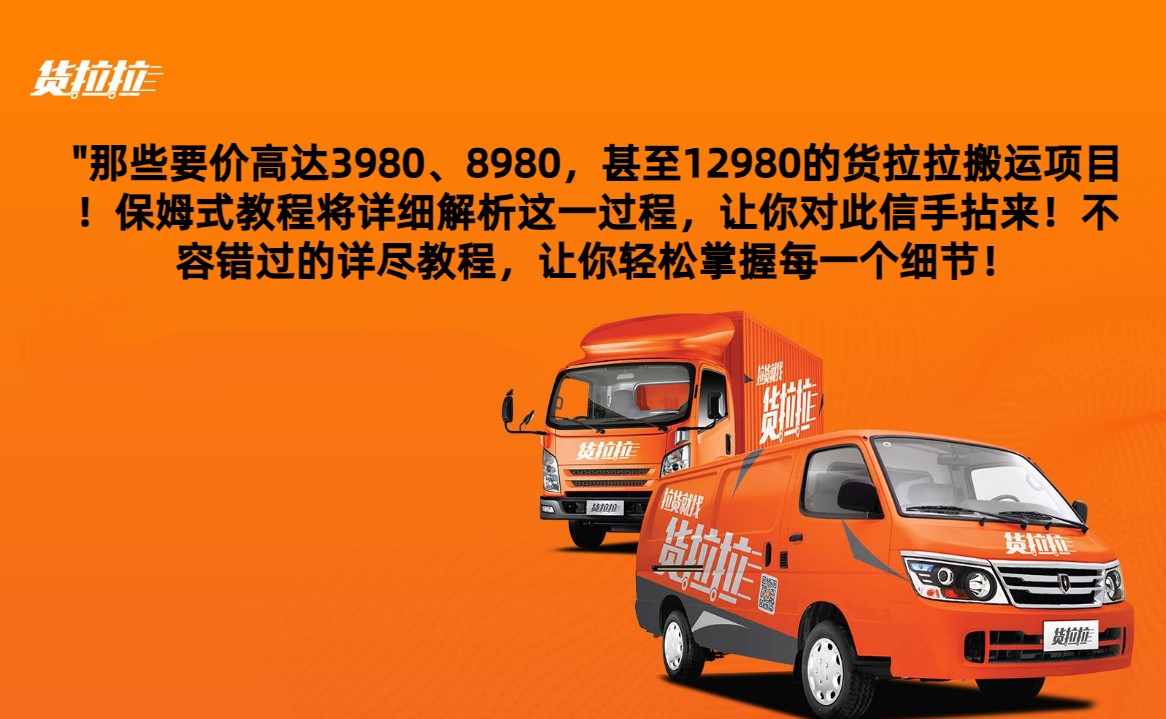 货拉拉
"那些要价高达3980、8980，甚至12980的货拉拉搬运项目
！保姆式教程将详细解析这一过程，让你对此信手拈来！不
容错过的详尽教程，让你轻松掌握每一个细节！
拉货就找
货拉拉
货拉拉
货拉拉
拉货就找
货拉拉
货拉拉
货拉拉